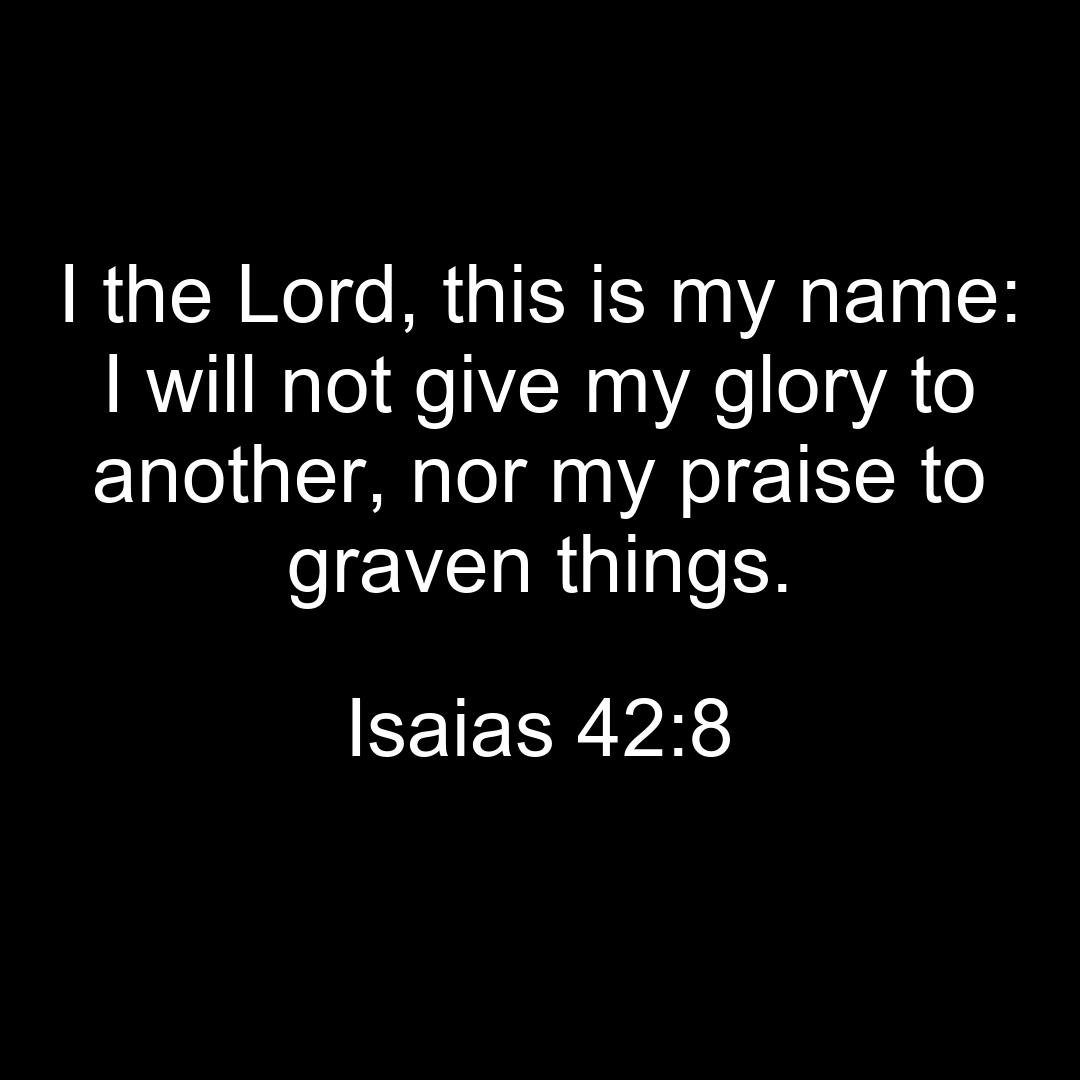 I the Lord, this is my name:
I will not give my glory to
another, nor my praise to
graven things.
Isaias 42:8